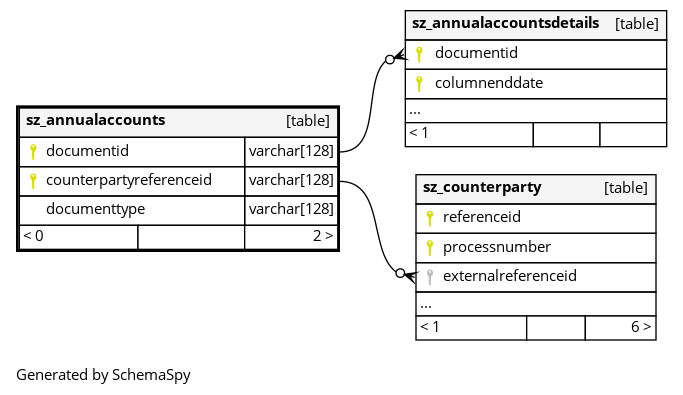 sz_annualaccountsdetails [table]
documentid
columnenddate
...
< 1
sz_annualaccounts [table]
documentid varchar[128]
counterpartyreferenceid varchar[128]
documenttype varchar[128]
< 0 2 >
sz_counterparty [table]
referenceid
processnumber
externalreferenceid
...
< 1 6 >
Generated by SchemaSpy